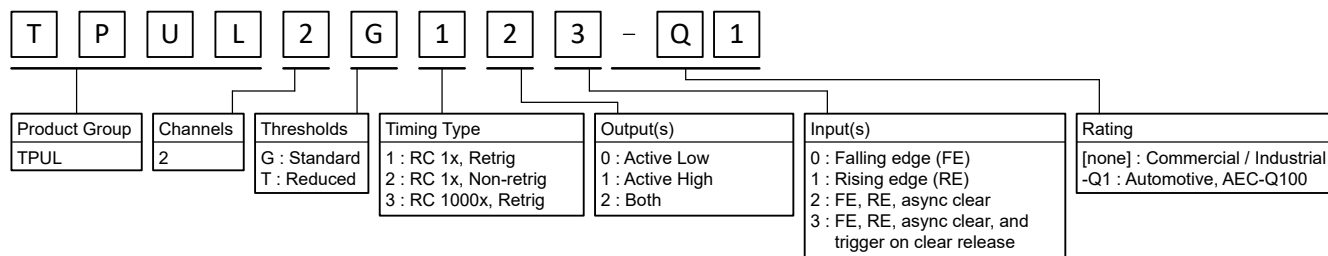 T P U L 2 G 1 2 3 - Q 1
Product Group
TPUL
Channels
2
Thresholds
G : Standard
T : Reduced
Timing Type
1 : RC 1x, Retrig
2 : RC 1x, Non-retrig
3 : RC 1000x, Retrig
Output(s)
0 : Active Low
1 : Active High
2 : Both
Input(s)
0 : Falling edge (FE)
1 : Rising edge (RE)
2 : FE, RE, async clear
3 : FE, RE, async clear, and
trigger on clear release
Rating
[none] : Commercial / Industrial
-Q1 : Automotive, AEC-Q100